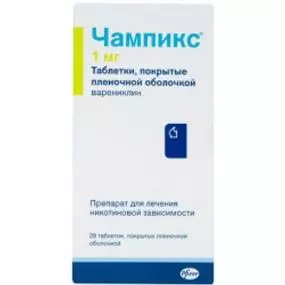 Чампикс®
1 мг
Таблетки, покрытые
пленочной оболочкой
варениклин
Препарат для лечения
никотиновой зависимости
28 таблеток, покрытых пленочной
оболочкой
Pfizer